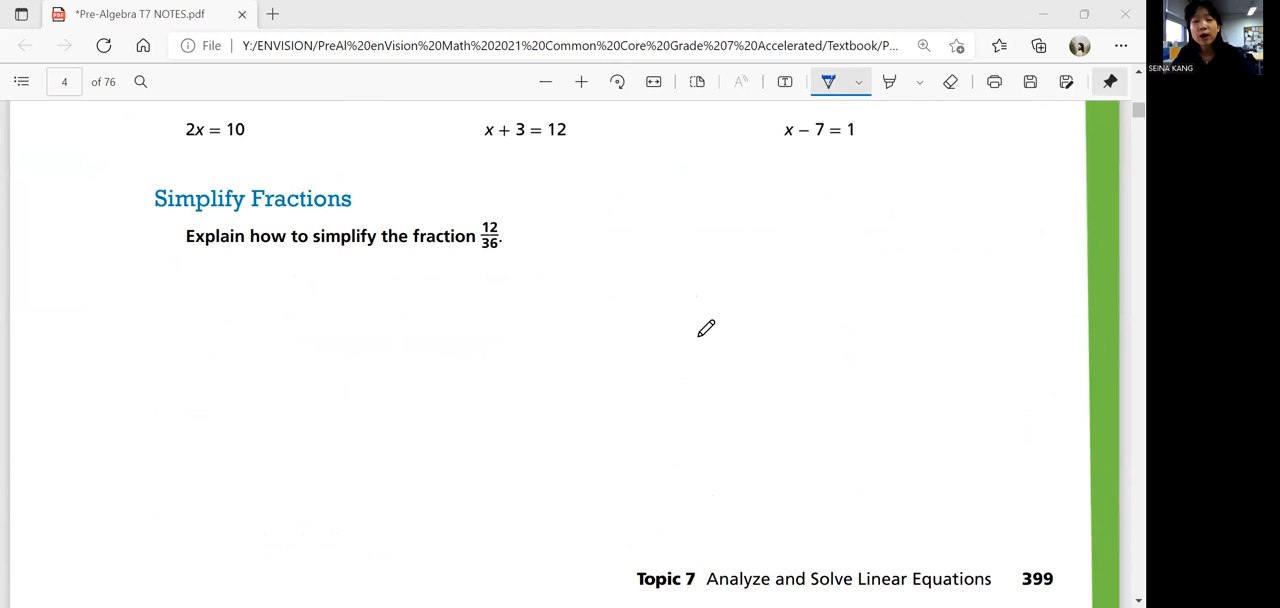 *Pre-Algebra T7 NOTES.pdf
File
Y:/ENVISION/PreAl%20enVision%20Math%202021%20Common%20Core%20Grade%207%20Accelerated/Textbook/P...
4 of 76
SEINA KANG
2x = 10 x + 3 = 12 x − 7 = 1
Simplify Fractions
Explain how to simplify the fraction 12/36.
Topic 7 Analyze and Solve Linear Equations 399